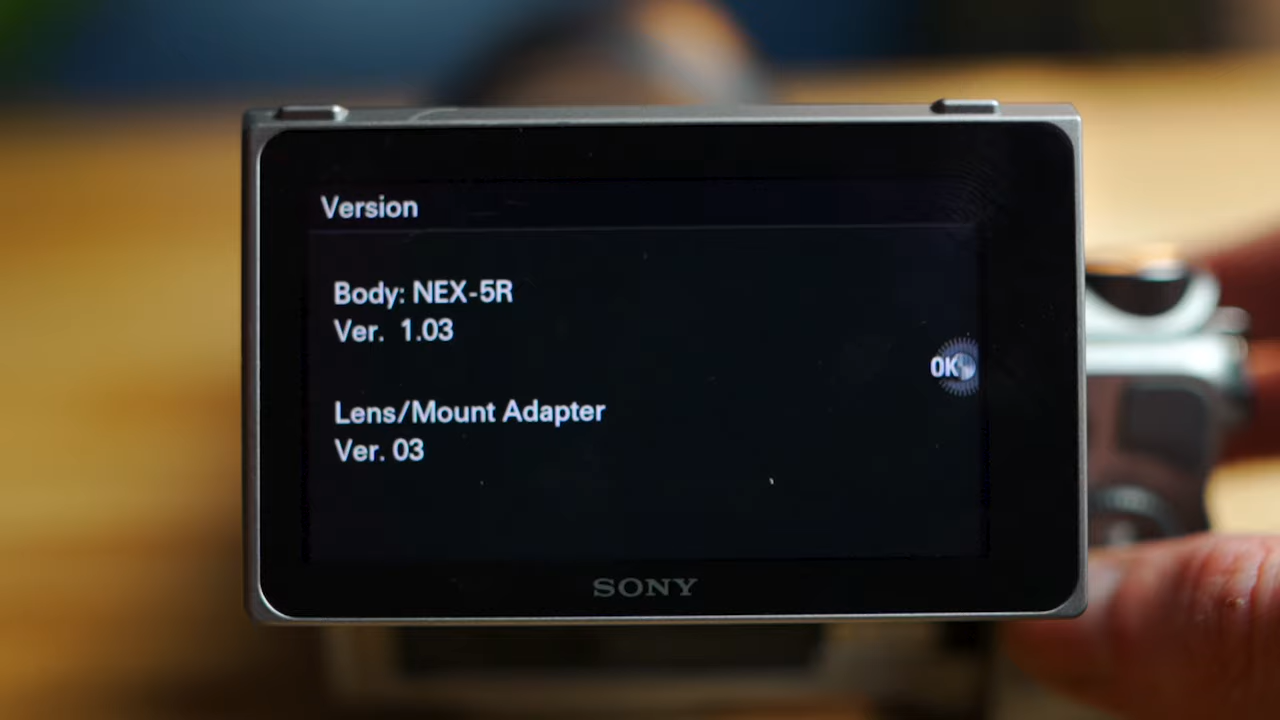 Version
Body: NEX-5R
Ver. 1.03
OK
Lens/Mount Adapter
Ver. 03
SONY